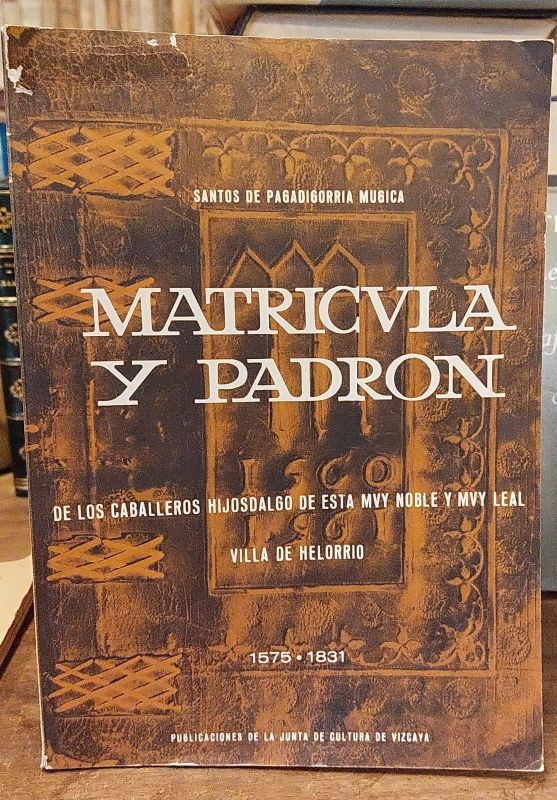 SANTOS DE PAGADIGORRIA MUGICA
MATRICVLA
Y PADRON
DE LOS CABALLEROS HIJOSDALGO DE ESTA MVY NOBLE Y MVY LEAL
VILLA DE HELORRIO
1575 • 1831
PUBLICACIONES DE LA JUNTA DE CULTURA DE VIZCAYA